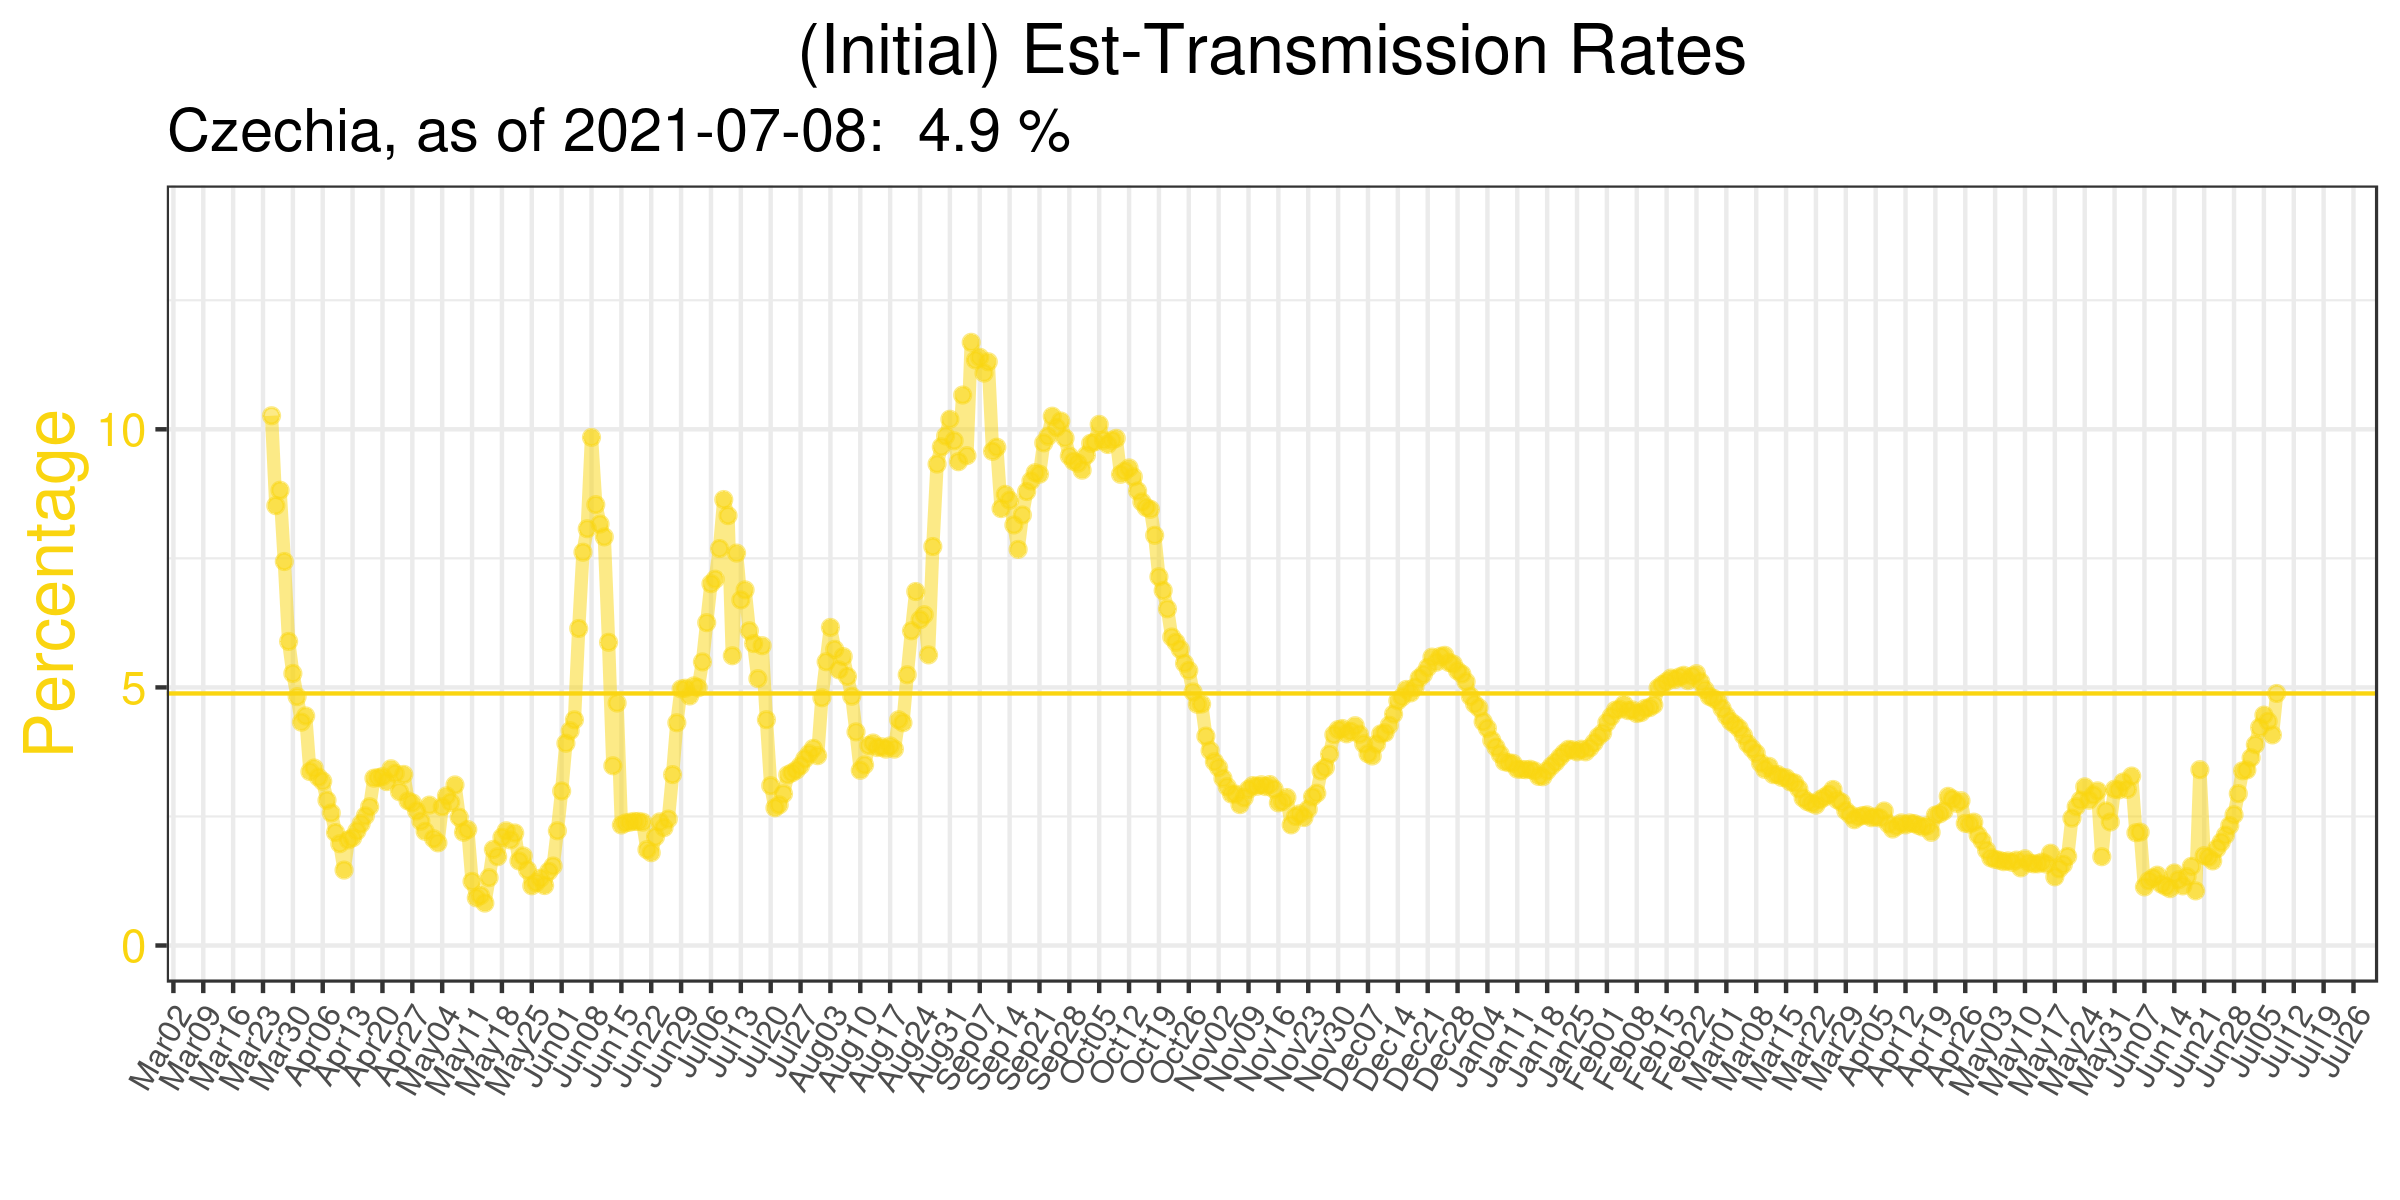 (Initial) Est-Transmission Rates
Czechia, as of 2021-07-08:  4.9 %
Percentage
10
5
0
Mar02
Mar09
Mar16
Mar23
Mar30
Apr06
Apr13
Apr20
Apr27
May04
May11
May18
May25
Jun01
Jun08
Jun15
Jun22
Jun29
Jul06
Jul13
Jul20
Jul27
Aug03
Aug10
Aug17
Aug24
Aug31
Sep07
Sep14
Sep21
Sep28
Oct05
Oct12
Oct19
Oct26
Nov02
Nov09
Nov16
Nov23
Nov30
Dec07
Dec14
Dec21
Dec28
Jan04
Jan11
Jan18
Jan25
Feb01
Feb08
Feb15
Feb22
Mar01
Mar08
Mar15
Mar22
Mar29
Apr05
Apr12
Apr19
Apr26
May03
May10
May17
May24
May31
Jun07
Jun14
Jun21
Jun28
Jul05
Jul12
Jul19
Jul26